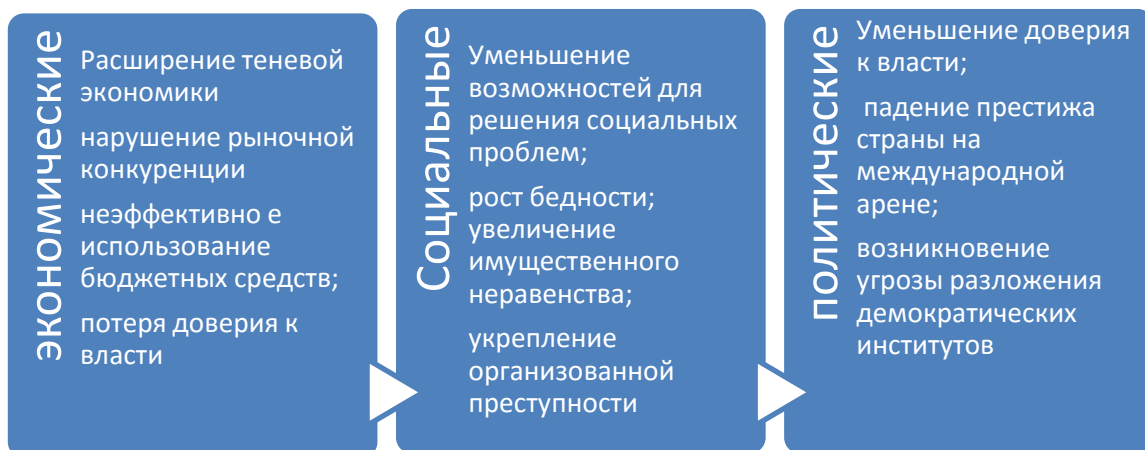 экономические
Расширение теневой
экономики
нарушение рыночной
конкуренции
неэффективно е
использование
бюджетных средств;
потеря доверия к
власти
Социальные
Уменьшение
возможностей для
решения социальных
проблем;
рост бедности;
увеличение
имущественного
неравенства;
укрепление
организованной
преступности
политические
Уменьшение доверия
к власти;
падение престижа
страны на
международной
арене;
возникновение
угрозы разложения
демократических
институтов